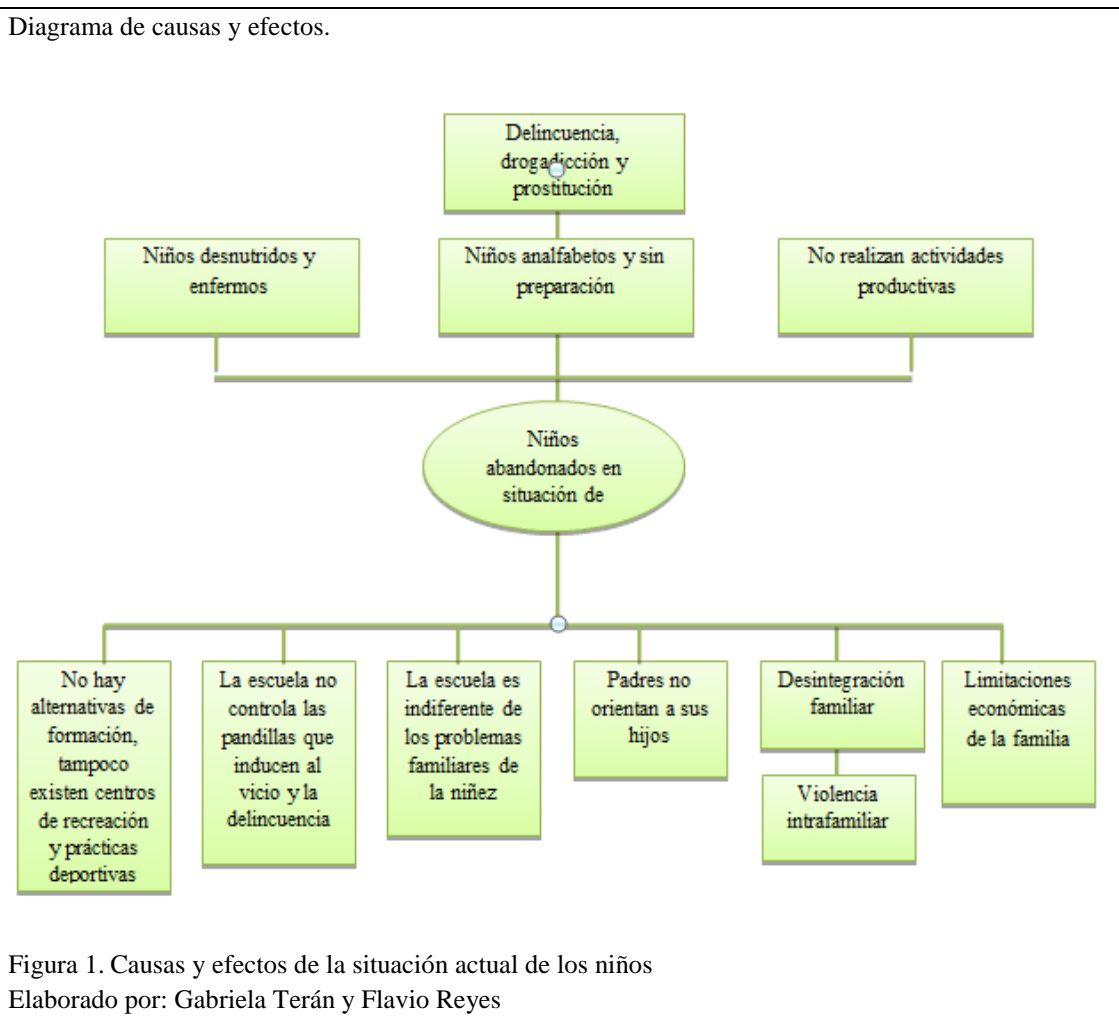 Diagrama de causas y efectos.
Delincuencia,
drogadicción y
prostitución
Niños desnutridos y
enfermos
Niños analfabetos y sin
preparación
No realizan actividades
productivas
Niños
abandonados en
situación de
No hay
alternativas de
formación,
tampoco
existen centros
de recreación
y prácticas
deportivas
La escuela no
controla las
pandillas que
inducen al
vicio y la
delincuencia
La escuela es
indiferente de
los problemas
familiares de
la niñez
Padres no
orientan a sus
hijos
Desintegración
familiar
Violencia
intrafamiliar
Limitaciones
económicas
de la familia
Figura 1. Causas y efectos de la situación actual de los niños
Elaborado por: Gabriela Terán y Flavio Reyes